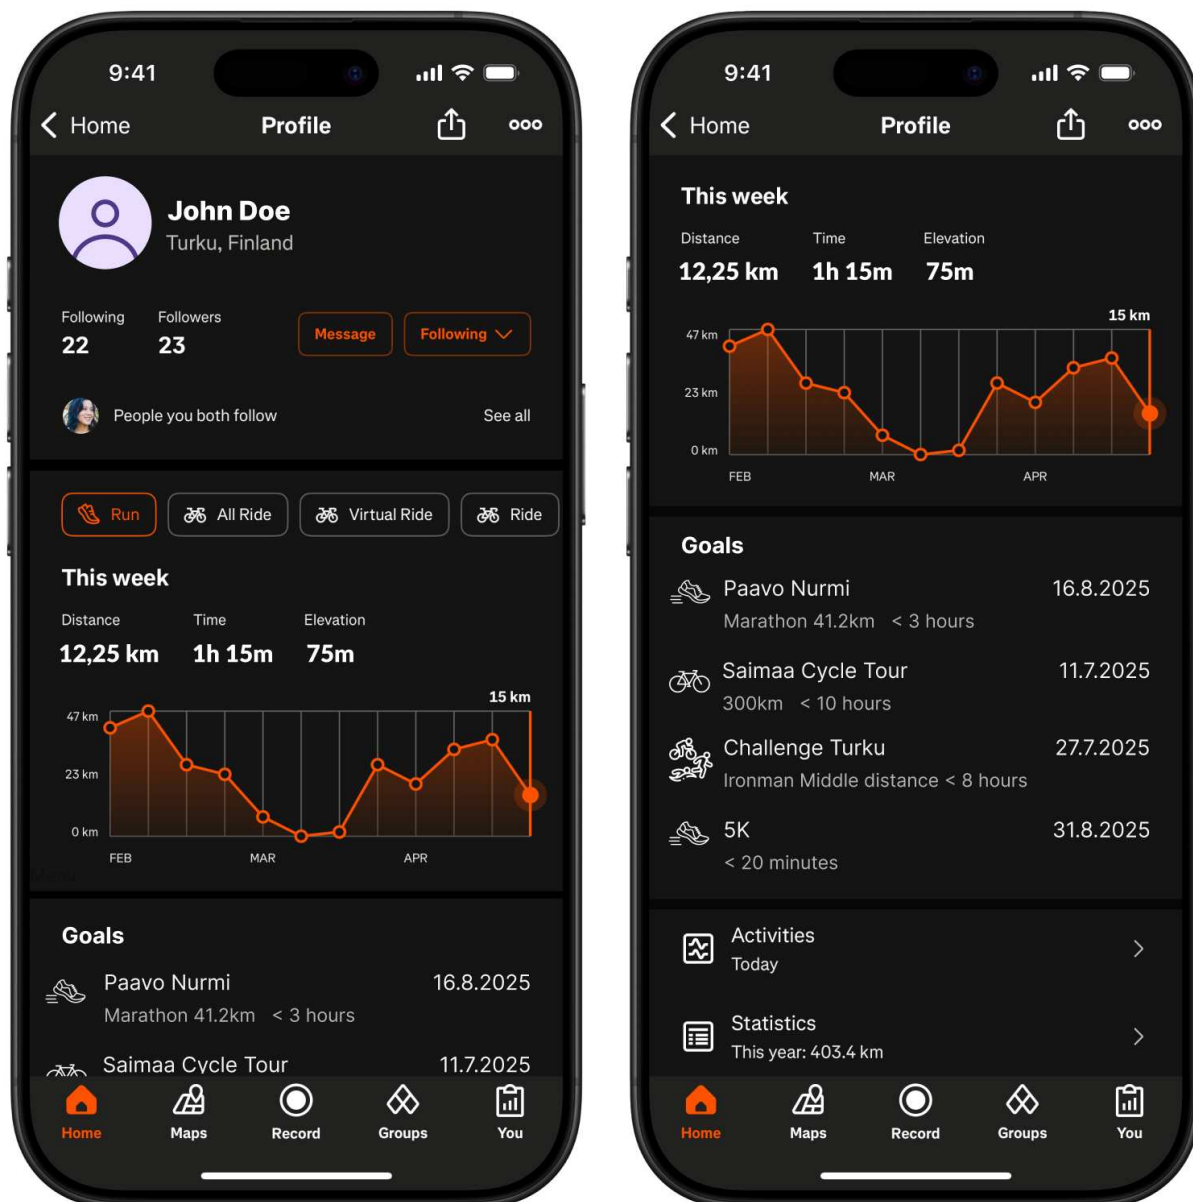 9:41
Home Profile
John Doe
Turku, Finland
Following Followers
22 23
Message Following
People you both follow See all
Run All Ride Virtual Ride Ride
This week
Distance Time Elevation
12,25 km 1h 15m 75m
15 km
47 km
23 km
0 km
FEB MAR APR
Goals
Paavo Nurmi 16.8.2025
Marathon 41.2km < 3 hours
Saimaa Cycle Tour 11.7.2025
Home Maps Record Groups You
9:41
Home Profile
This week
Distance Time Elevation
12,25 km 1h 15m 75m
15 km
47 km
23 km
0 km
FEB MAR APR
Goals
Paavo Nurmi 16.8.2025
Marathon 41.2km < 3 hours
Saimaa Cycle Tour 11.7.2025
300km < 10 hours
Challenge Turku 27.7.2025
Ironman Middle distance < 8 hours
5K 31.8.2025
< 20 minutes
Activities
Today
Statistics
This year: 403.4 km
Home Maps Record Groups You